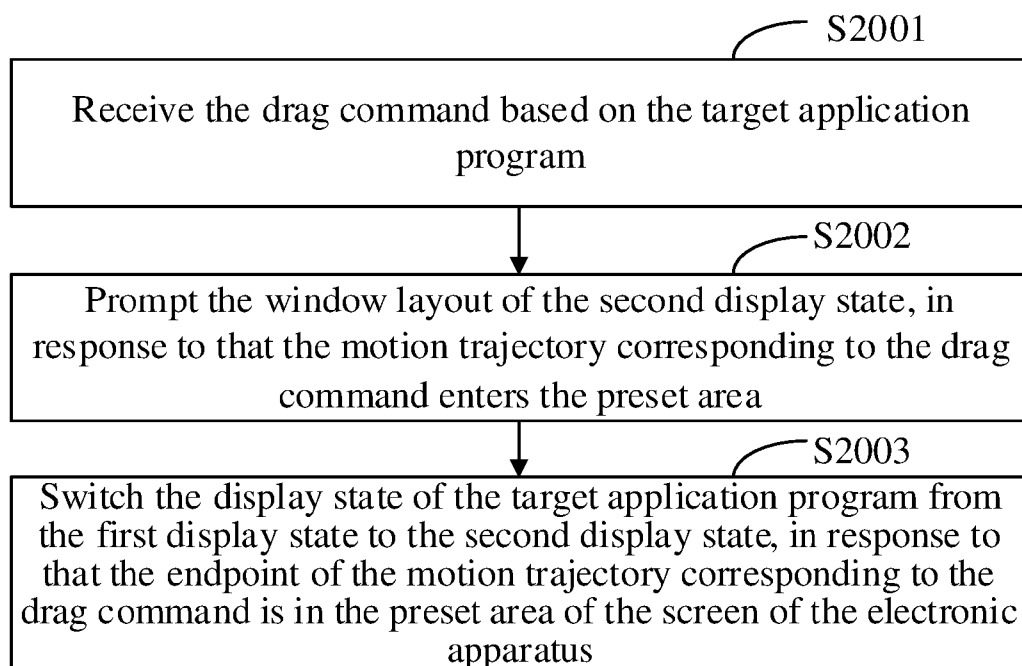 S2001
Receive the drag command based on the target application
program
S2002
Prompt the window layout of the second display state, in
response to that the motion trajectory corresponding to the drag
command enters the preset area
S2003
Switch the display state of the target application program from
the first display state to the second display state, in response to
that the endpoint of the motion trajectory corresponding to the
drag command is in the preset area of the screen of the electronic
apparatus